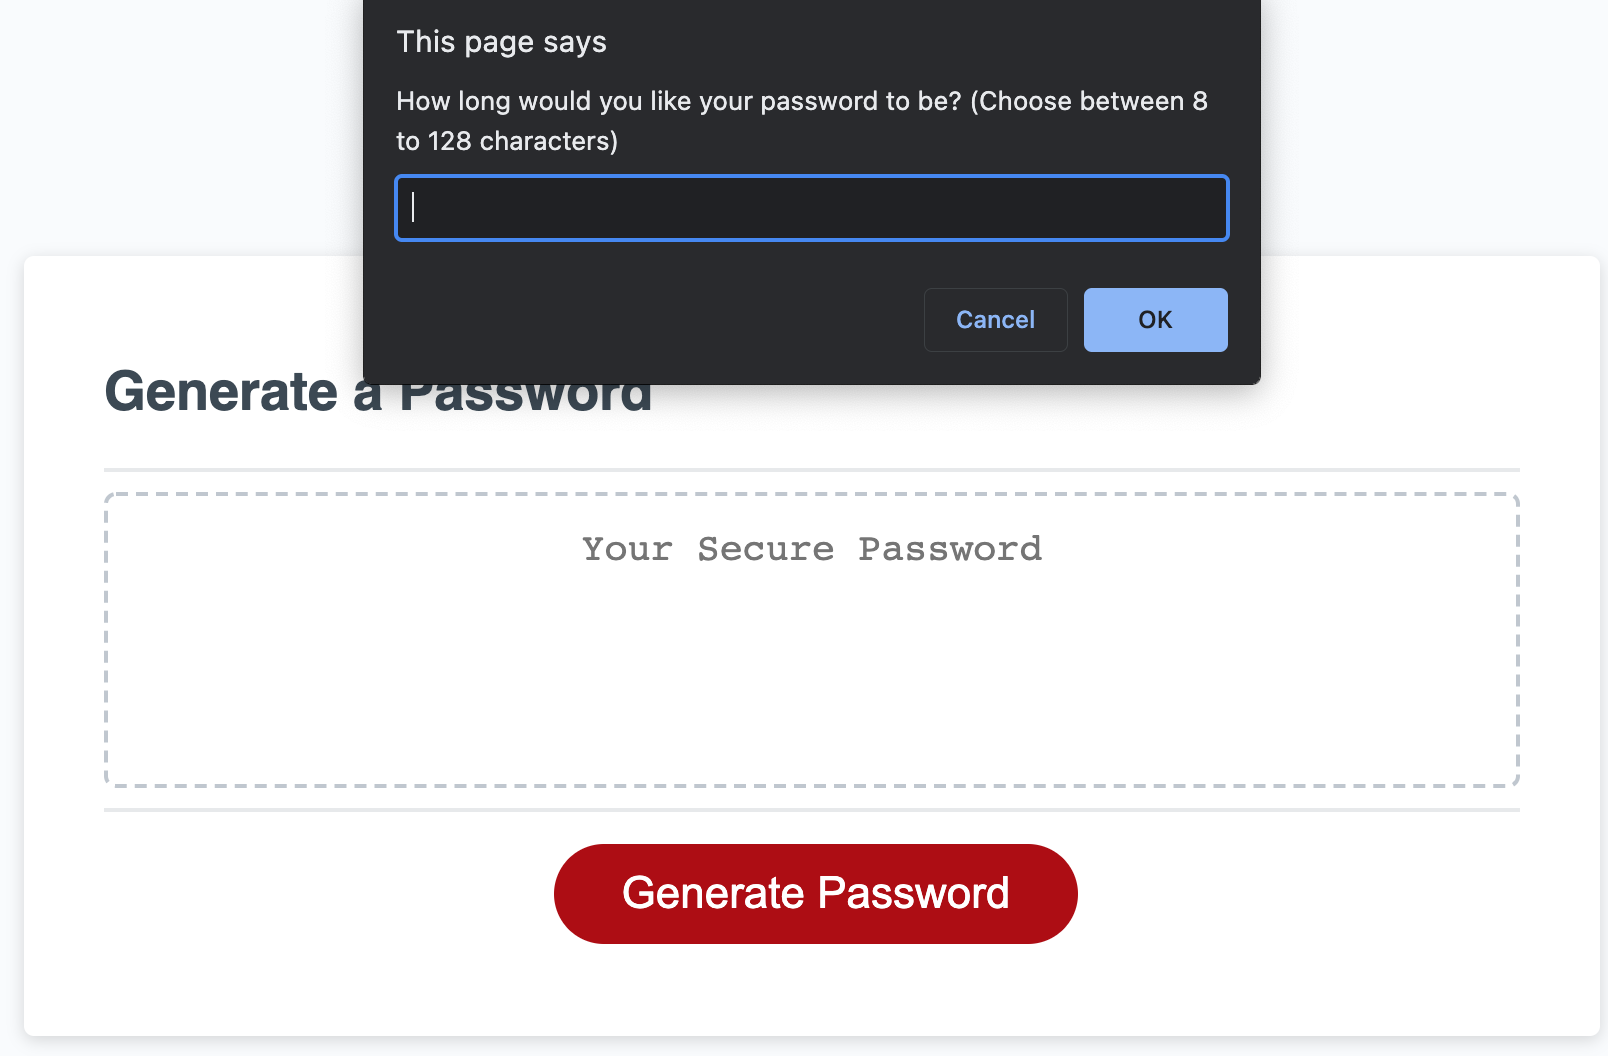 This page says
How long would you like your password to be? (Choose between 8
to 128 characters)
Cancel
OK
Generate a Password
Your Secure Password
Generate Password